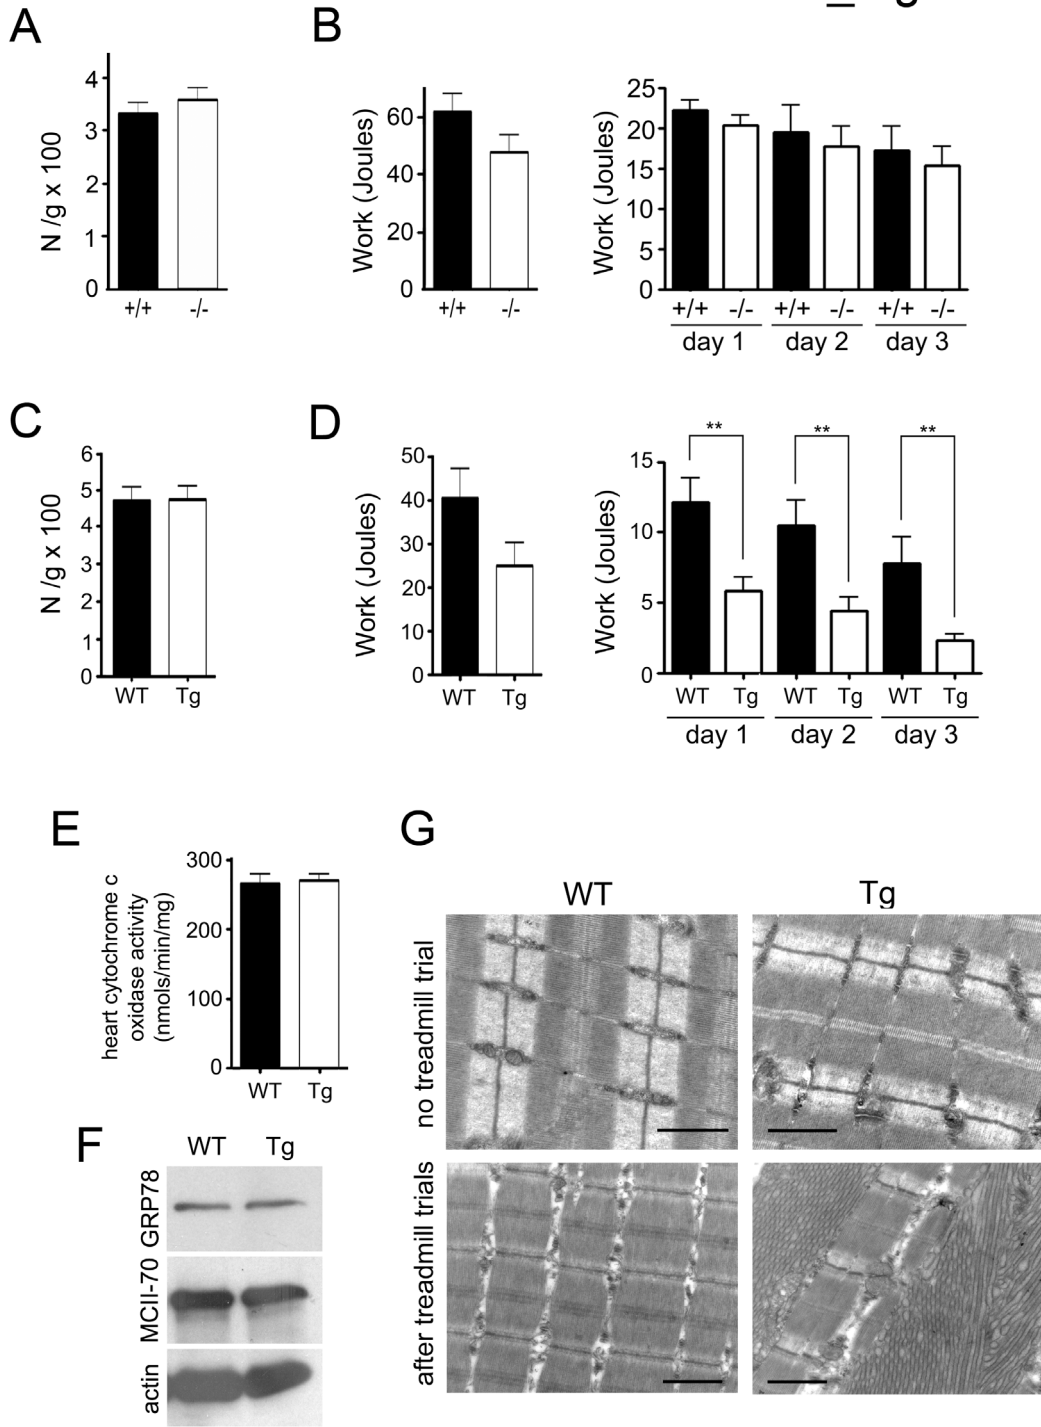 A
B
N /g x 100
4
3
2
1
0
+/+ -/-
Work (Joules)
60
40
20
0
+/+ -/-
Work (Joules)
25
20
15
10
5
0
+/+ -/- +/+ -/- +/+ -/-
day 1 day 2 day 3
C
D
N /g x 100
6
5
4
3
2
1
0
WT Tg
Work (Joules)
50
40
30
20
10
0
WT Tg
Work (Joules)
15
10
5
0
** ** **
WT Tg WT Tg WT Tg
day 1 day 2 day 3
E
heart cytochrome c
oxidase activity
(nmols/min/mg)
300
200
100
0
WT Tg
F
WT Tg
GRP78
MCII-70
actin
G
WT Tg
no treadmill trial
after treadmill trials